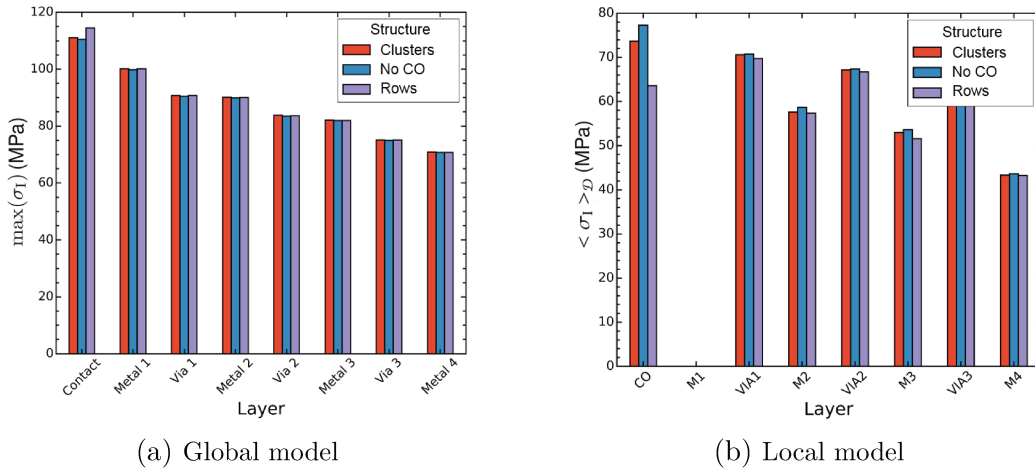 120
100
80
60
40
20
0
max(σI) (MPa)
Structure
Clusters
No CO
Rows
Contact
Metal 1
Via 1
Metal 2
Via 2
Metal 3
Via 3
Metal 4
Layer
(a) Global model
80
70
60
50
40
30
20
10
0
< σI >𝒟 (MPa)
Structure
Clusters
No CO
Rows
CO
M1
VIA1
M2
VIA2
M3
VIA3
M4
Layer
(b) Local model